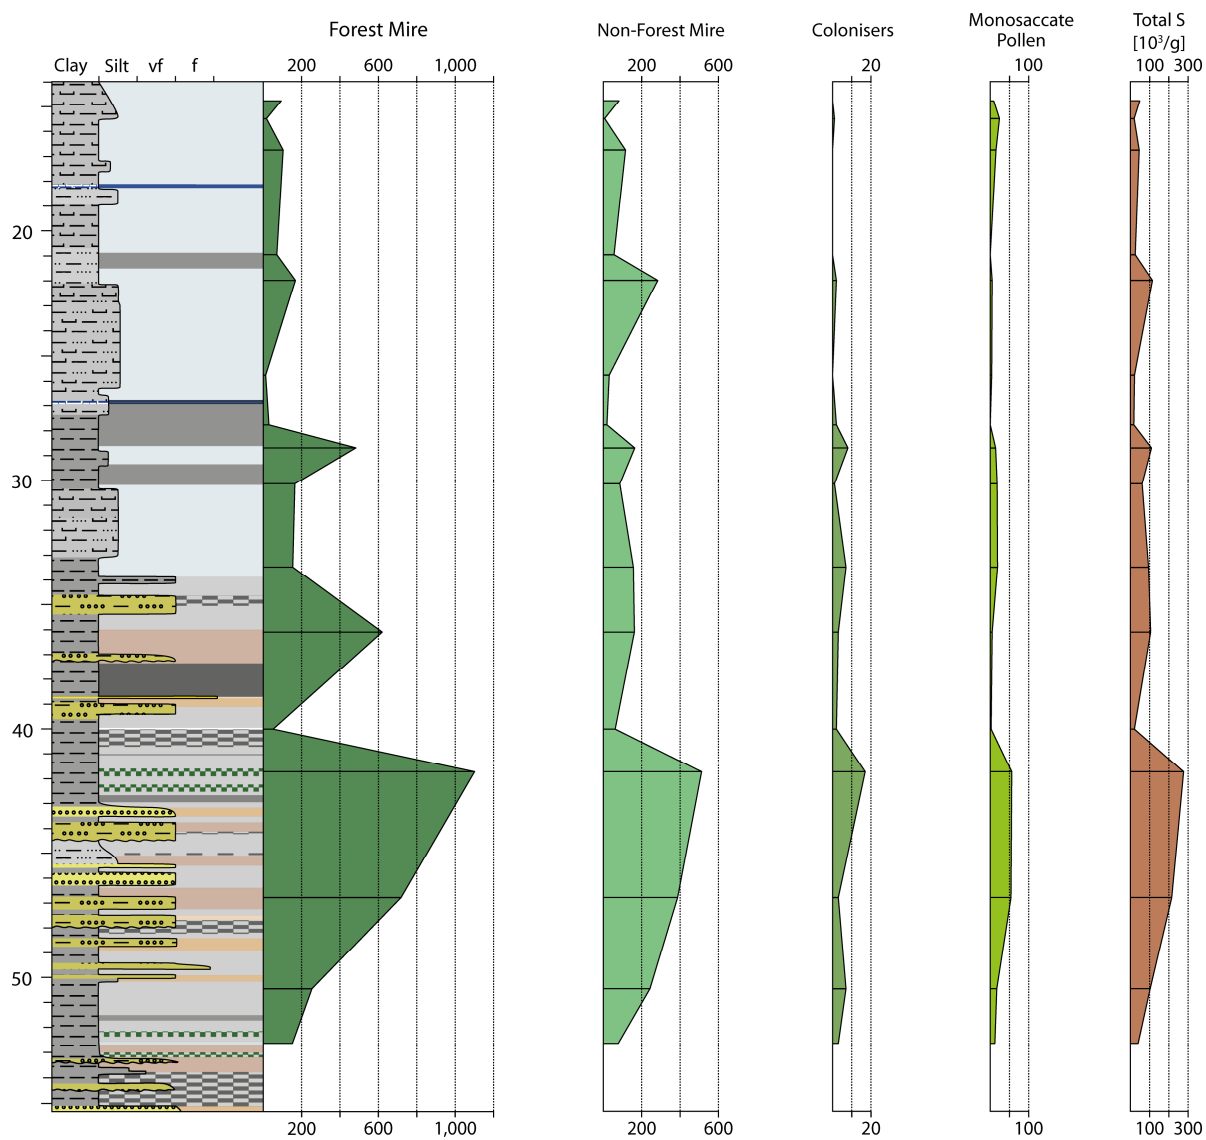 Forest Mire
Non-Forest Mire
Colonisers
Monosaccate
Pollen
Total S
[10³/g]
Clay Silt vf f
200 600 1,000
200 600
20
100
100 300
20
30
40
50
200 600 1,000
200 600
20
100
100 300